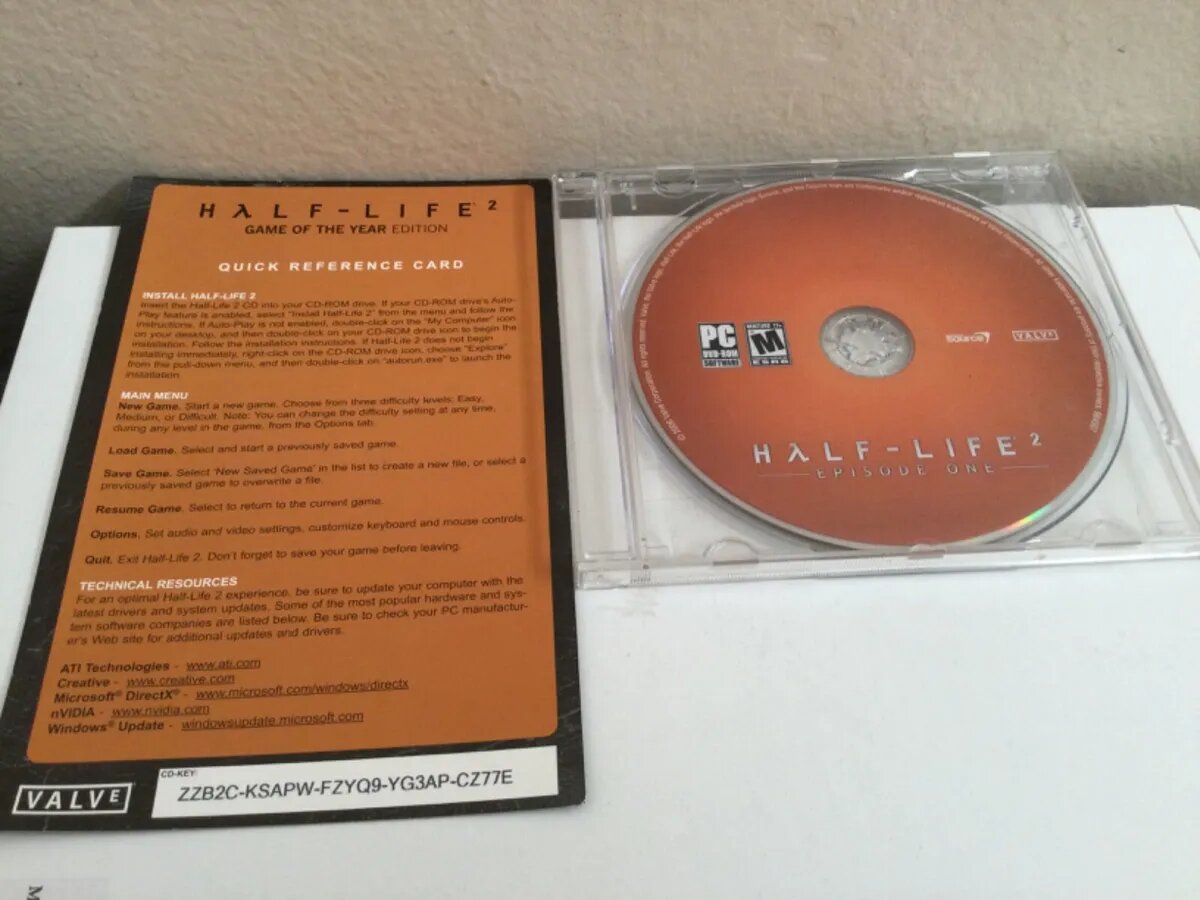 HλLF-LIFE 2
GAME OF THE YEAR EDITION
QUICK REFERENCE CARD
INSTALL HALF-LIFE 2
Insert the Half-Life 2 CD into your CD-ROM drive. If your CD-ROM drive's Auto-
Play feature is enabled, select "Install Half-Life 2" from the menu and follow the
instructions. If Auto-Play is not enabled, double-click on the "My Computer" icon
on your desktop, and then double-click on your CD-ROM drive icon to begin the
installation. Follow the installation instructions. If Half-Life 2 does not begin
installing immediately, right-click on the CD-ROM drive icon, choose "Explore"
from the pull-down menu, and then double-click on "autorun.exe" to launch the
installation.
MAIN MENU
New Game. Start a new game. Choose from three difficulty levels: Easy,
Medium, or Difficult. Note: You can change the difficulty setting at any time,
during any level in the game, from the Options tab.
Load Game. Select and start a previously saved game.
Save Game. Select 'New Saved Game' in the list to create a new file, or select a
previously saved game to overwrite a file.
Resume Game. Select to return to the current game.
Options. Set audio and video settings, customize keyboard and mouse controls.
Quit. Exit Half-Life 2. Don't forget to save your game before leaving.
TECHNICAL RESOURCES
For an optimal Half-Life 2 experience, be sure to update your computer with the
latest drivers and system updates. Some of the most popular hardware and sys-
tem software companies are listed below. Be sure to check your PC manufactur-
er's Web site for additional updates and drivers.
ATI Technologies - www.ati.com
Creative - www.creative.com
Microsoft® DirectX® - www.microsoft.com/windows/directx
nVIDIA - www.nvidia.com
Windows® Update - windowsupdate.microsoft.com
VALVE
CD-KEY:
ZZB2C-KSAPW-FZYQ9-YG3AP-CZ77E
PC
DVD-ROM
SOFTWARE
MATURE 17+
M
ESRB
source
VALVE
HλLF-LIFE 2
EPISODE ONE
M